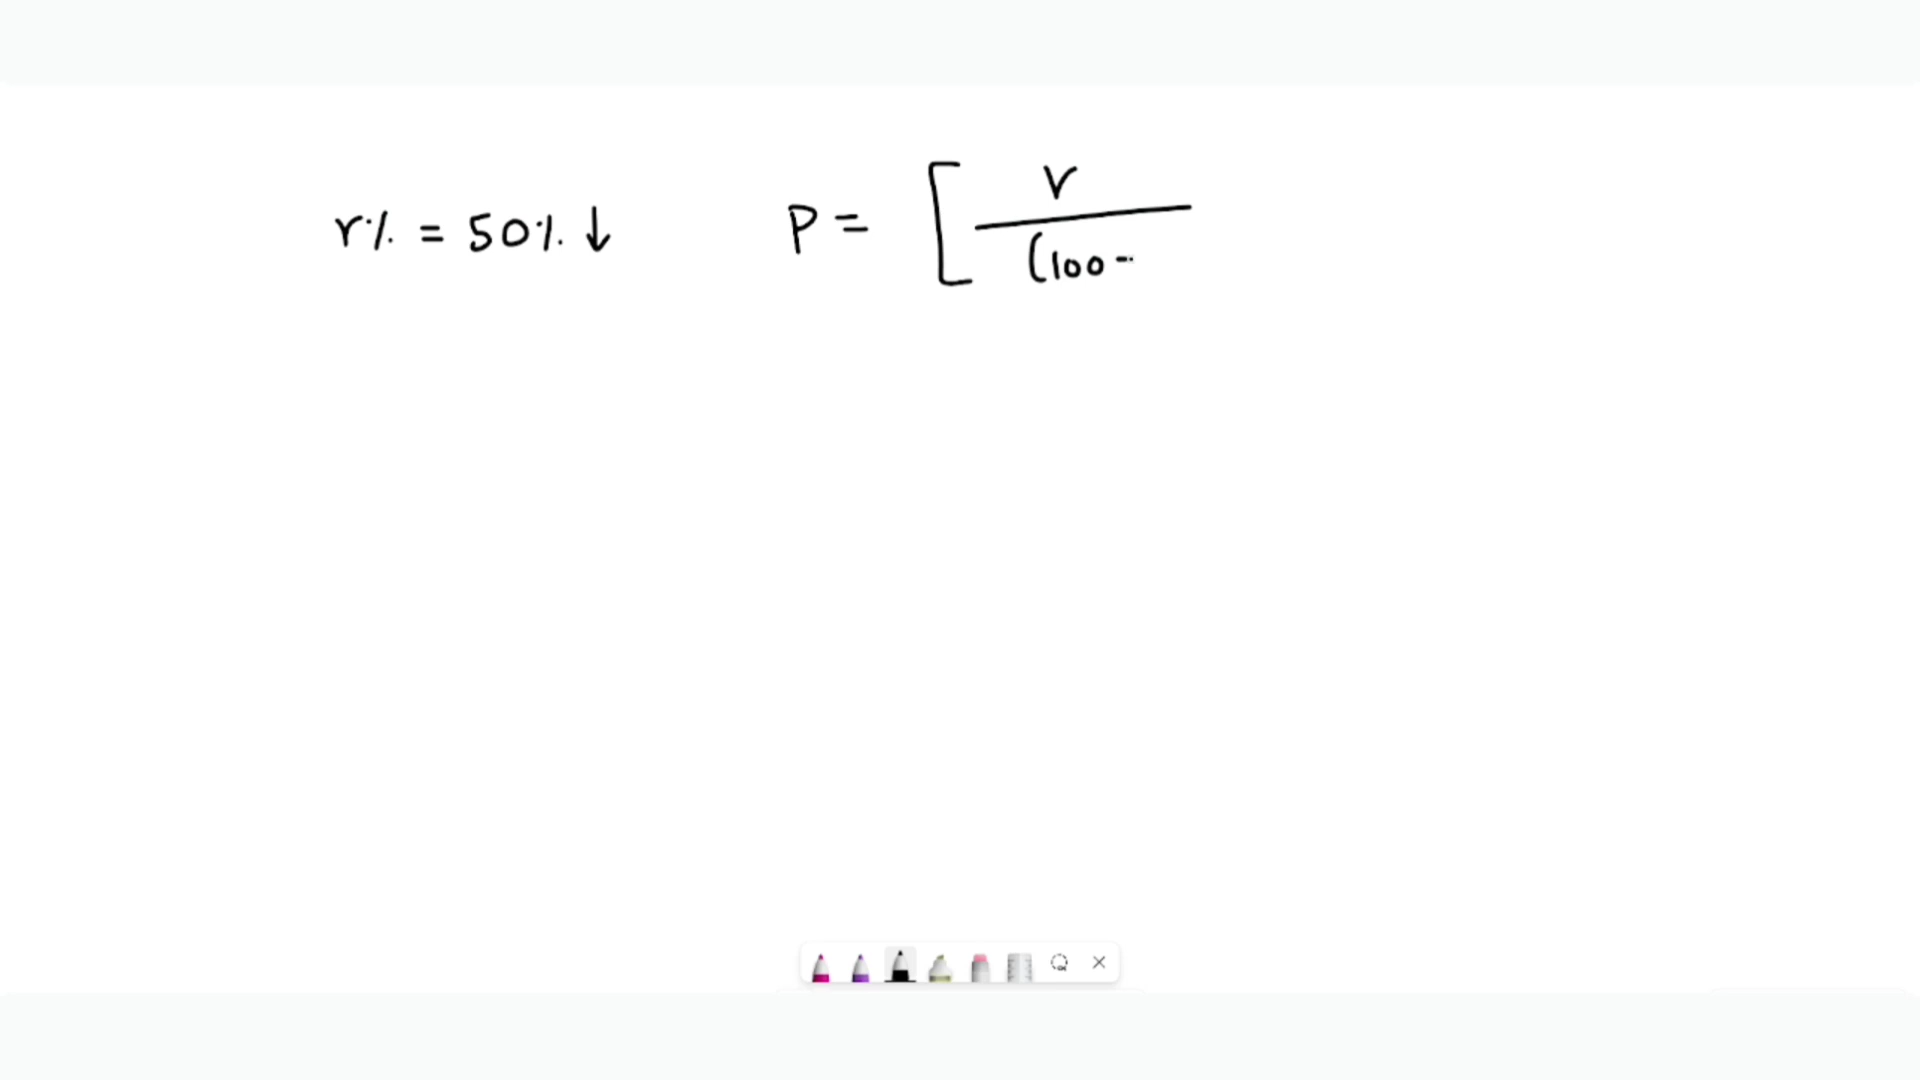 r% = 50% ↓ P = [ r / (100 -